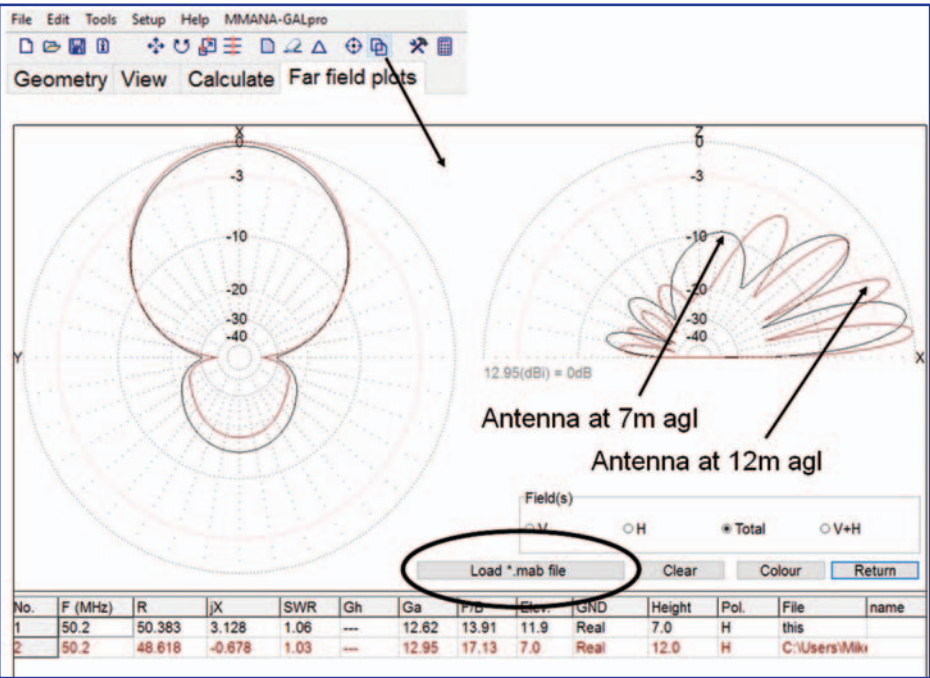 File Edit Tools Setup Help MMANA-GALpro
Geometry View Calculate Far field plots
X
0
-3
-10
-20
-30
-40
Y
Z
0
-3
-10
-20
-30
-40
X
12.95(dBi) = 0dB
Antenna at 7m agl
Antenna at 12m agl
Field(s)
V H Total V+H
Load *.mab file Clear Colour Return
No. F (MHz) R jX SWR Gh Ga F/B Elev. GND Height Pol. File name
1 50.2 50.383 3.128 1.06 --- 12.62 13.91 11.9 Real 7.0 H this
2 50.2 48.618 -0.678 1.03 --- 12.95 17.13 7.0 Real 12.0 H C:\Users\Mik